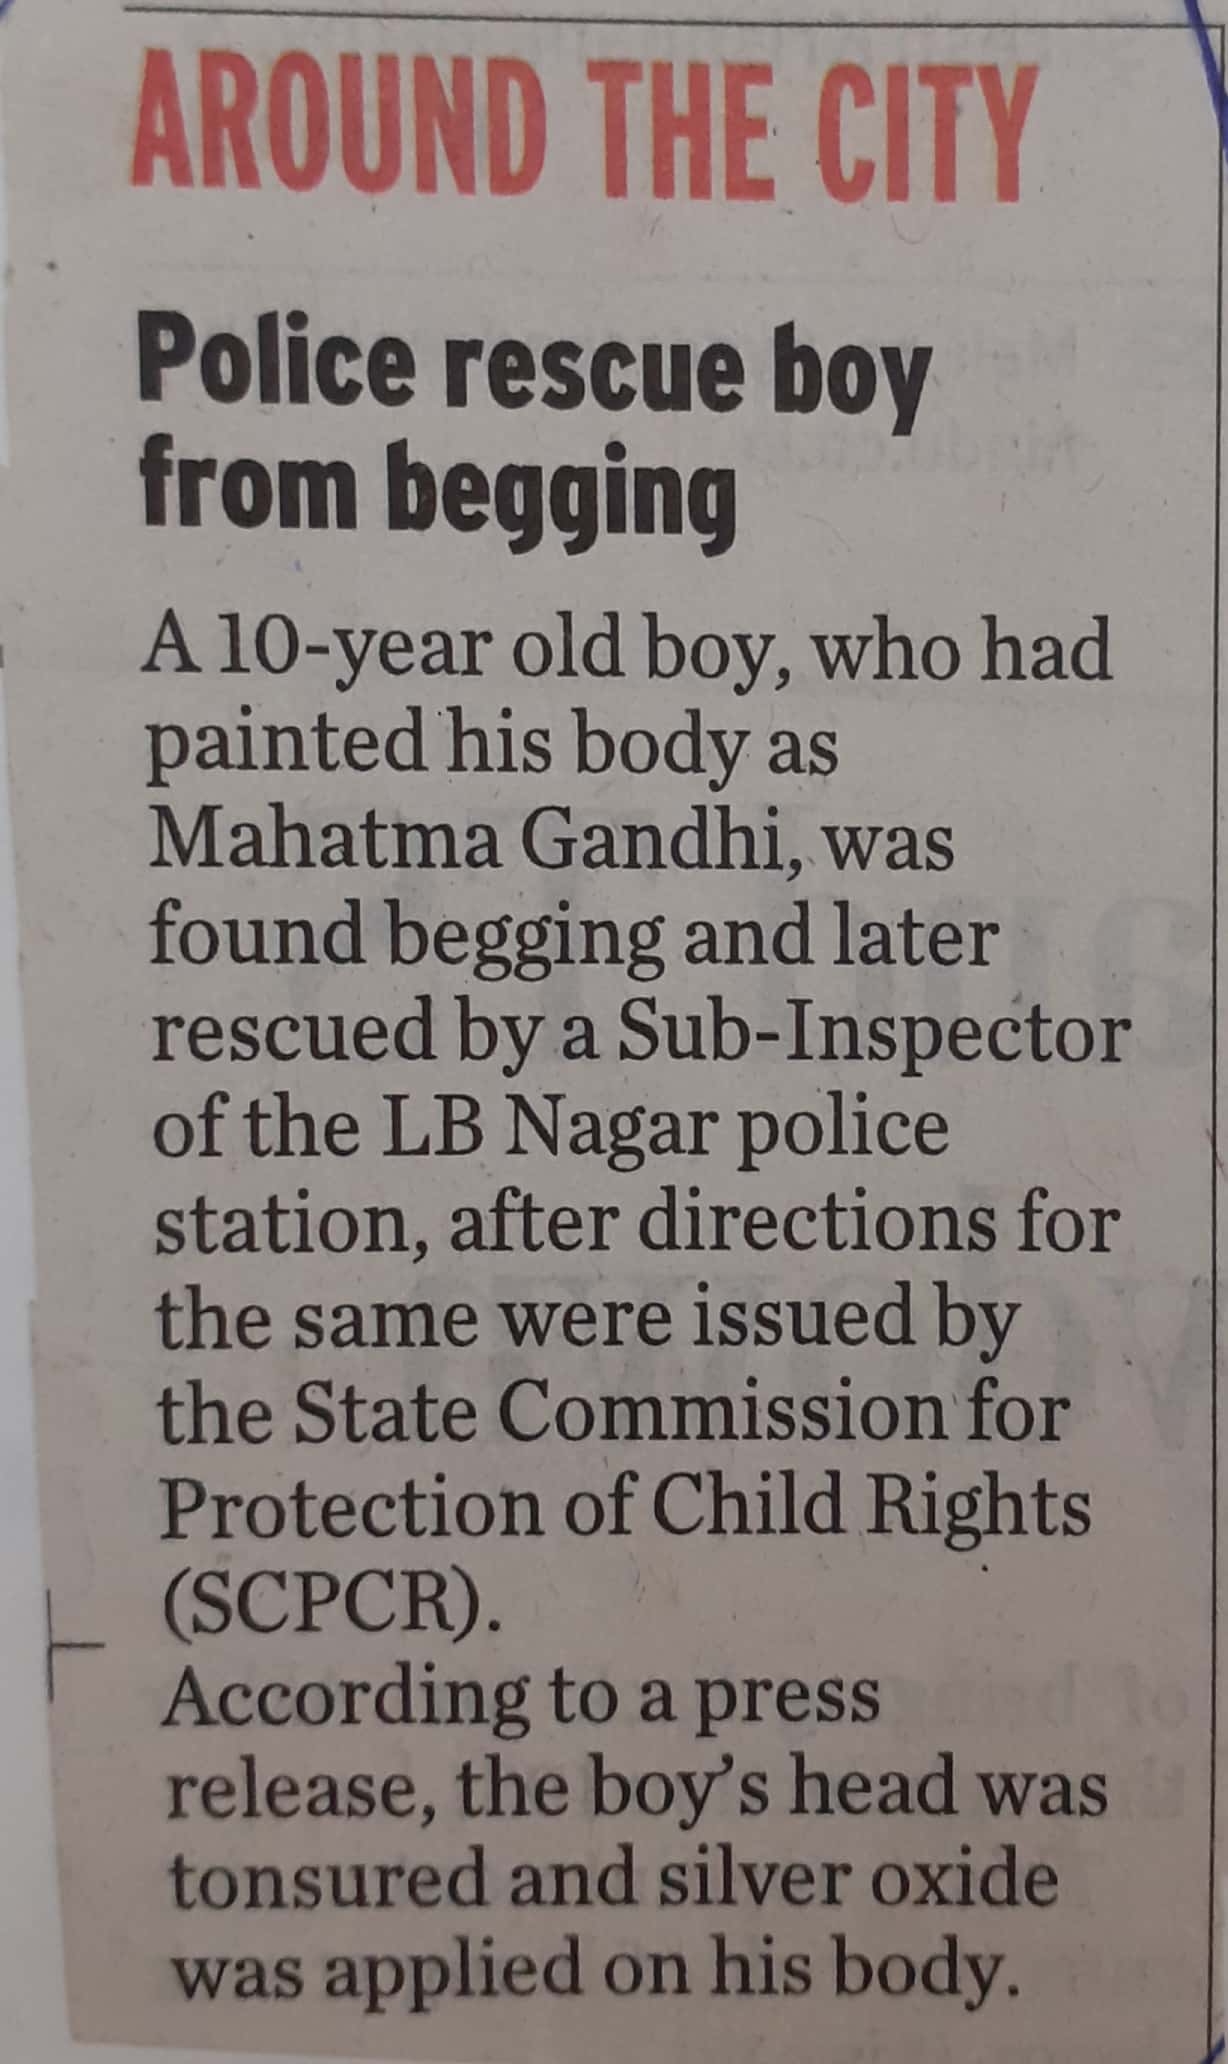 AROUND THE CITY
Police rescue boy
from begging
A 10-year old boy, who had
painted his body as
Mahatma Gandhi, was
found begging and later
rescued by a Sub-Inspector
of the LB Nagar police
station, after directions for
the same were issued by
the State Commission for
Protection of Child Rights
(SCPCR).
According to a press
release, the boy’s head was
tonsured and silver oxide
was applied on his body.